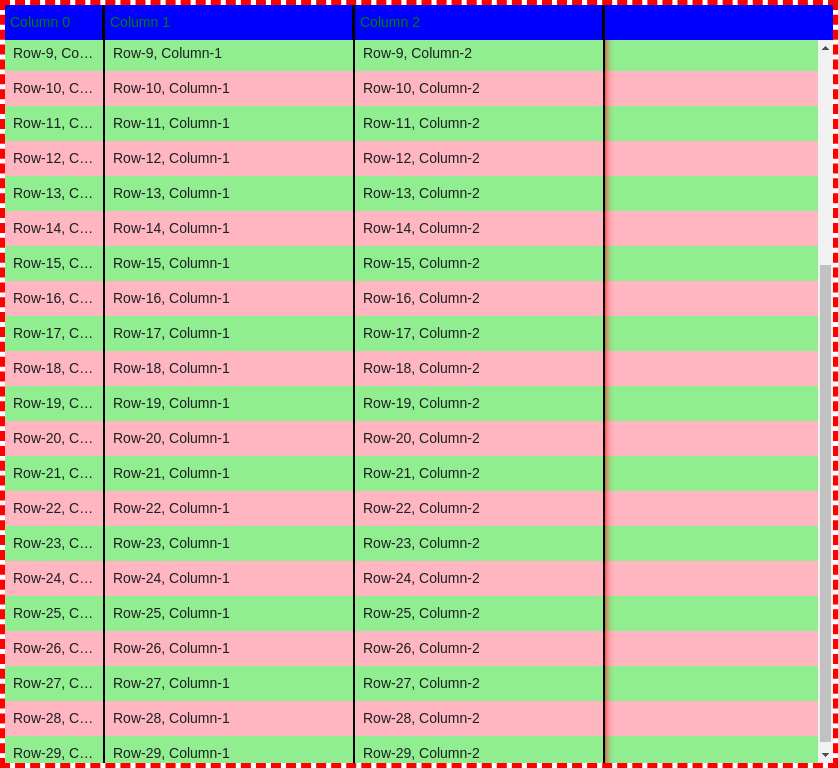 Column 0 Column 1 Column 2
Row-9, Co… Row-9, Column-1 Row-9, Column-2
Row-10, C… Row-10, Column-1 Row-10, Column-2
Row-11, C… Row-11, Column-1 Row-11, Column-2
Row-12, C… Row-12, Column-1 Row-12, Column-2
Row-13, C… Row-13, Column-1 Row-13, Column-2
Row-14, C… Row-14, Column-1 Row-14, Column-2
Row-15, C… Row-15, Column-1 Row-15, Column-2
Row-16, C… Row-16, Column-1 Row-16, Column-2
Row-17, C… Row-17, Column-1 Row-17, Column-2
Row-18, C… Row-18, Column-1 Row-18, Column-2
Row-19, C… Row-19, Column-1 Row-19, Column-2
Row-20, C… Row-20, Column-1 Row-20, Column-2
Row-21, C… Row-21, Column-1 Row-21, Column-2
Row-22, C… Row-22, Column-1 Row-22, Column-2
Row-23, C… Row-23, Column-1 Row-23, Column-2
Row-24, C… Row-24, Column-1 Row-24, Column-2
Row-25, C… Row-25, Column-1 Row-25, Column-2
Row-26, C… Row-26, Column-1 Row-26, Column-2
Row-27, C… Row-27, Column-1 Row-27, Column-2
Row-28, C… Row-28, Column-1 Row-28, Column-2
Row-29, C… Row-29, Column-1 Row-29, Column-2